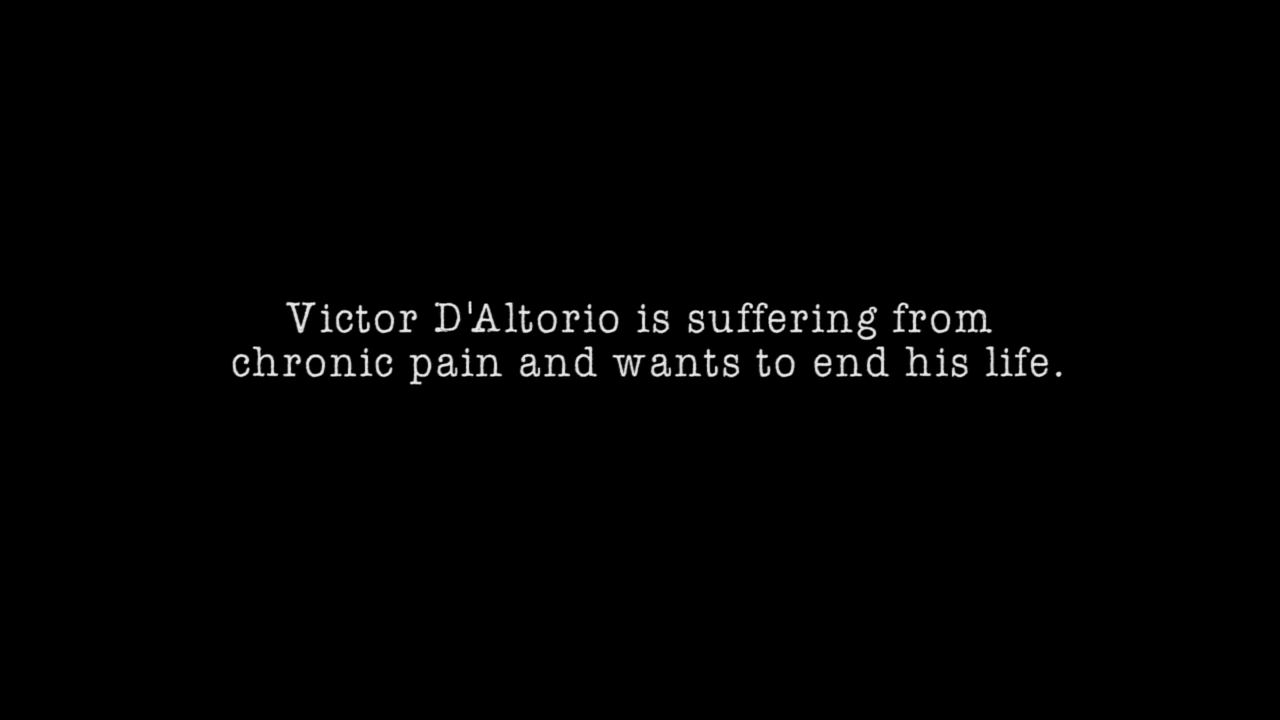 Victor D'Altorio is suffering from
chronic pain and wants to end his life.